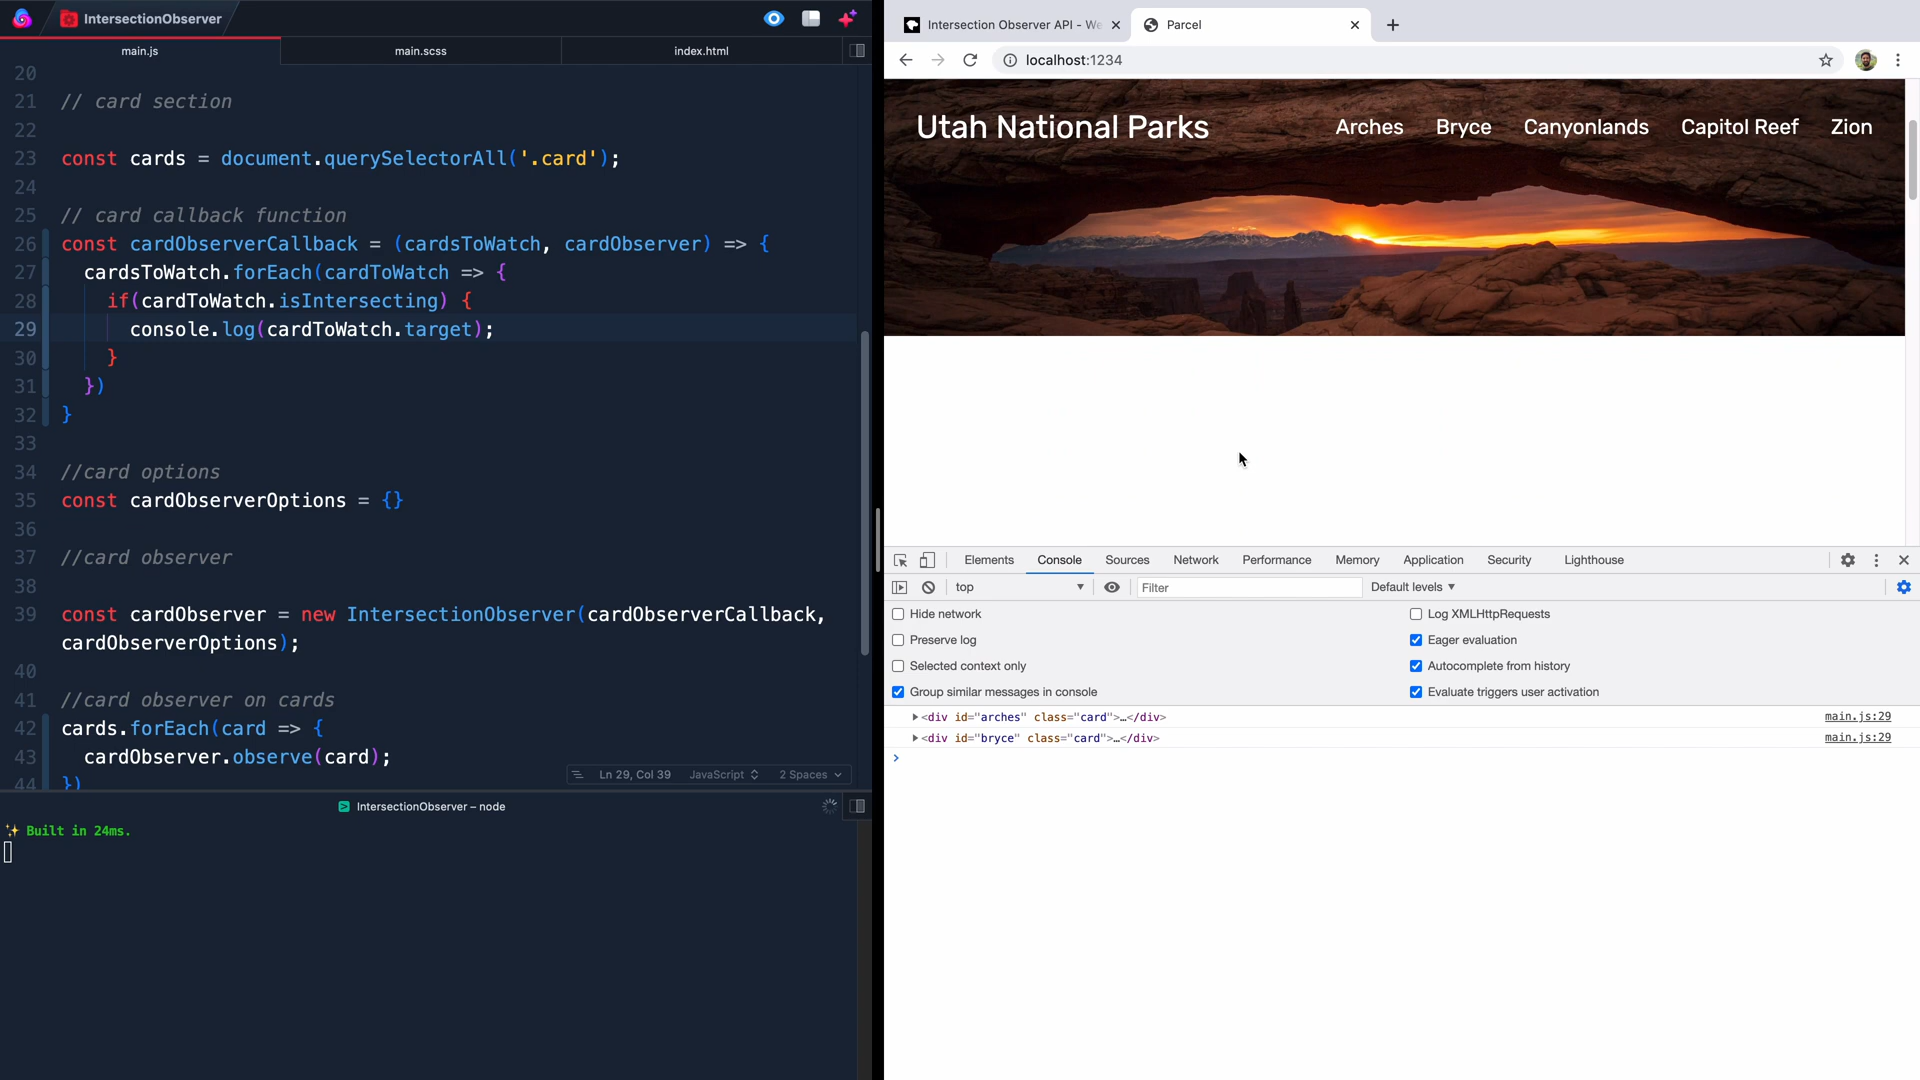 IntersectionObserver
main.js
main.scss
index.html
20
21 // card section
22
23 const cards = document.querySelectorAll('.card');
24
25 // card callback function
26 const cardObserverCallback = (cardsToWatch, cardObserver) => {
27 cardsToWatch.forEach(cardToWatch => {
28 if(cardToWatch.isIntersecting) {
29 console.log(cardToWatch.target);
30 }
31 })
32 }
33
34 //card options
35 const cardObserverOptions = {}
36
37 //card observer
38
39 const cardObserver = new IntersectionObserver(cardObserverCallback,
cardObserverOptions);
40
41 //card observer on cards
42 cards.forEach(card => {
43 cardObserver.observe(card);
44 })
Ln 29, Col 39 JavaScript 2 Spaces
IntersectionObserver – node
✨ Built in 24ms.
Intersection Observer API - We
Parcel
localhost:1234
Utah National Parks
Arches Bryce Canyonlands Capitol Reef Zion
Elements Console Sources Network Performance Memory Application Security Lighthouse
top Filter Default levels
Hide network
Log XMLHttpRequests
Preserve log
Eager evaluation
Selected context only
Autocomplete from history
Group similar messages in console
Evaluate triggers user activation
<div id="arches" class="card">…</div> main.js:29
<div id="bryce" class="card">…</div> main.js:29